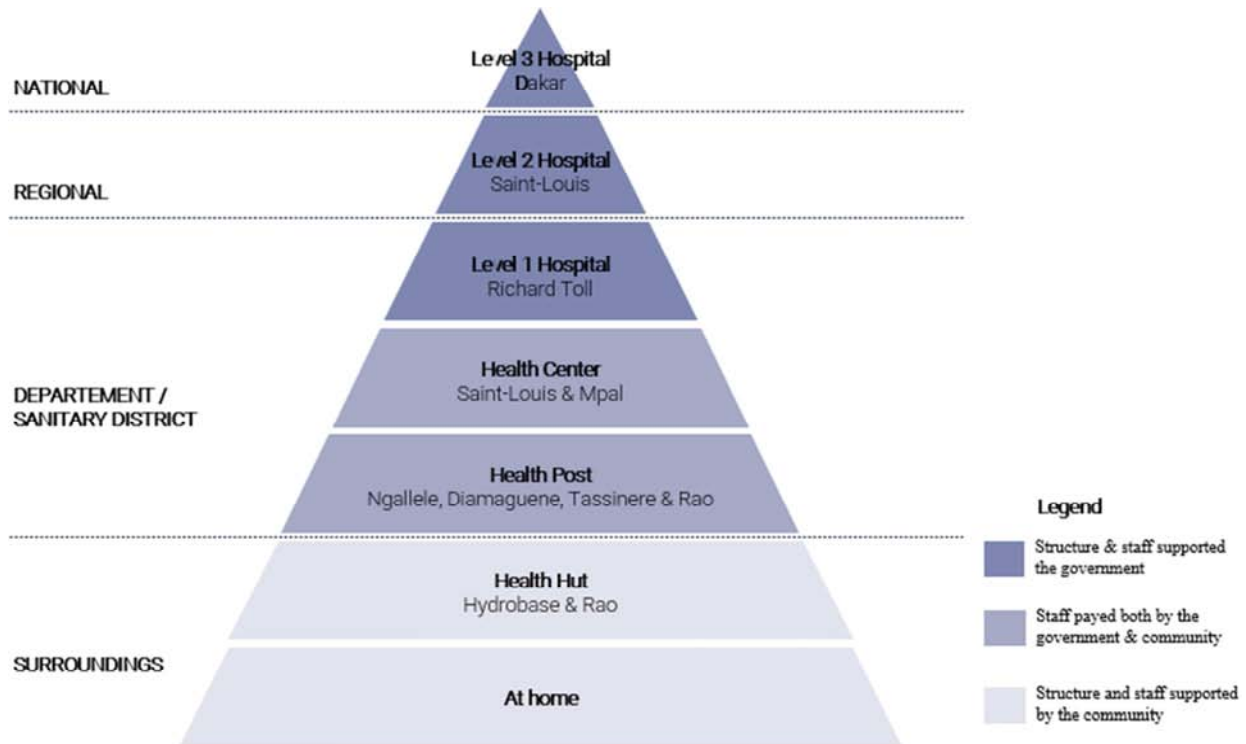 Level 3 Hospital
Dakar
NATIONAL
Level 2 Hospital
Saint-Louis
REGIONAL
Level 1 Hospital
Richard Toll
Health Center
Saint-Louis & Mpal
DEPARTEMENT /
SANITARY DISTRICT
Health Post
Ngallele, Diamaguene, Tassinere & Rao
Health Hut
Hydrobase & Rao
SURROUNDINGS
At home
Legend
Structure & staff supported
the government
Staff payed both by the
government & community
Structure and staff supported
by the community